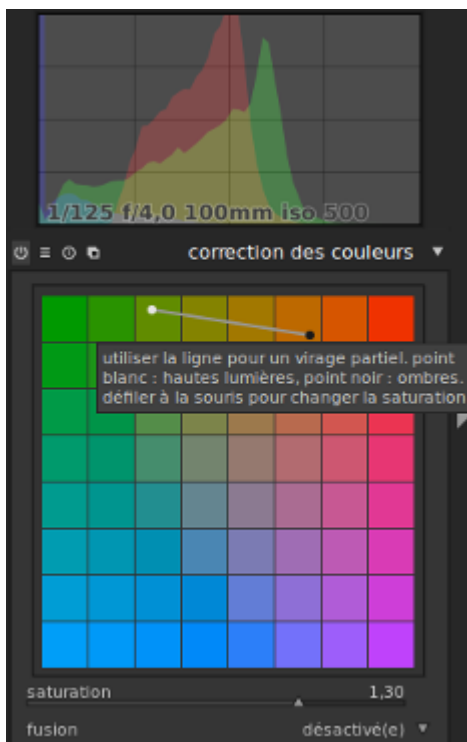 1/125 f/4,0 100mm iso 500
correction des couleurs
utiliser la ligne pour un virage partiel. point
blanc : hautes lumières, point noir : ombres.
défiler à la souris pour changer la saturation
saturation 1,30
fusion désactivé(e)